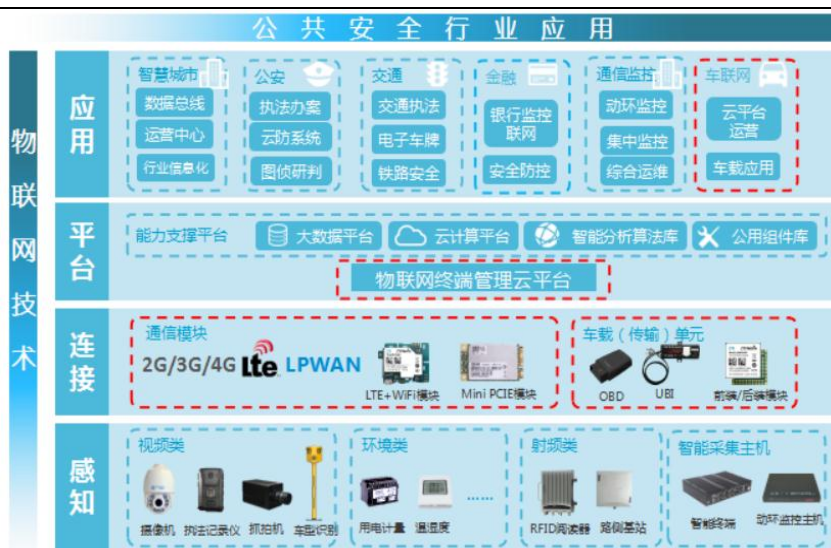 公共安全行业应用
物联网技术
应用
智慧城市
数据总线
运营中心
行业信息化
公安
执法办案
云防系统
图侦研判
交通
交通执法
电子车牌
铁路安全
金融
银行监控
联网
安全防控
通信监控
动环监控
集中监控
综合运维
车联网
云平台
运营
车载应用
平台
能力支撑平台
大数据平台
云计算平台
智能分析算法库
公用组件库
物联网终端管理云平台
连接
通信模块
2G/3G/4G
lte
LPWAN
LTE+WiFi模块
Mini PCIE模块
车载（传输）单元
OBD
UBI
前装/后装模块
感知
视频类
摄像机
执法记录仪
抓拍机
车型识别
环境类
用电计量
温湿度
……
射频类
RFID阅读器
路侧基站
智能采集主机
智能终端
动环监控主机